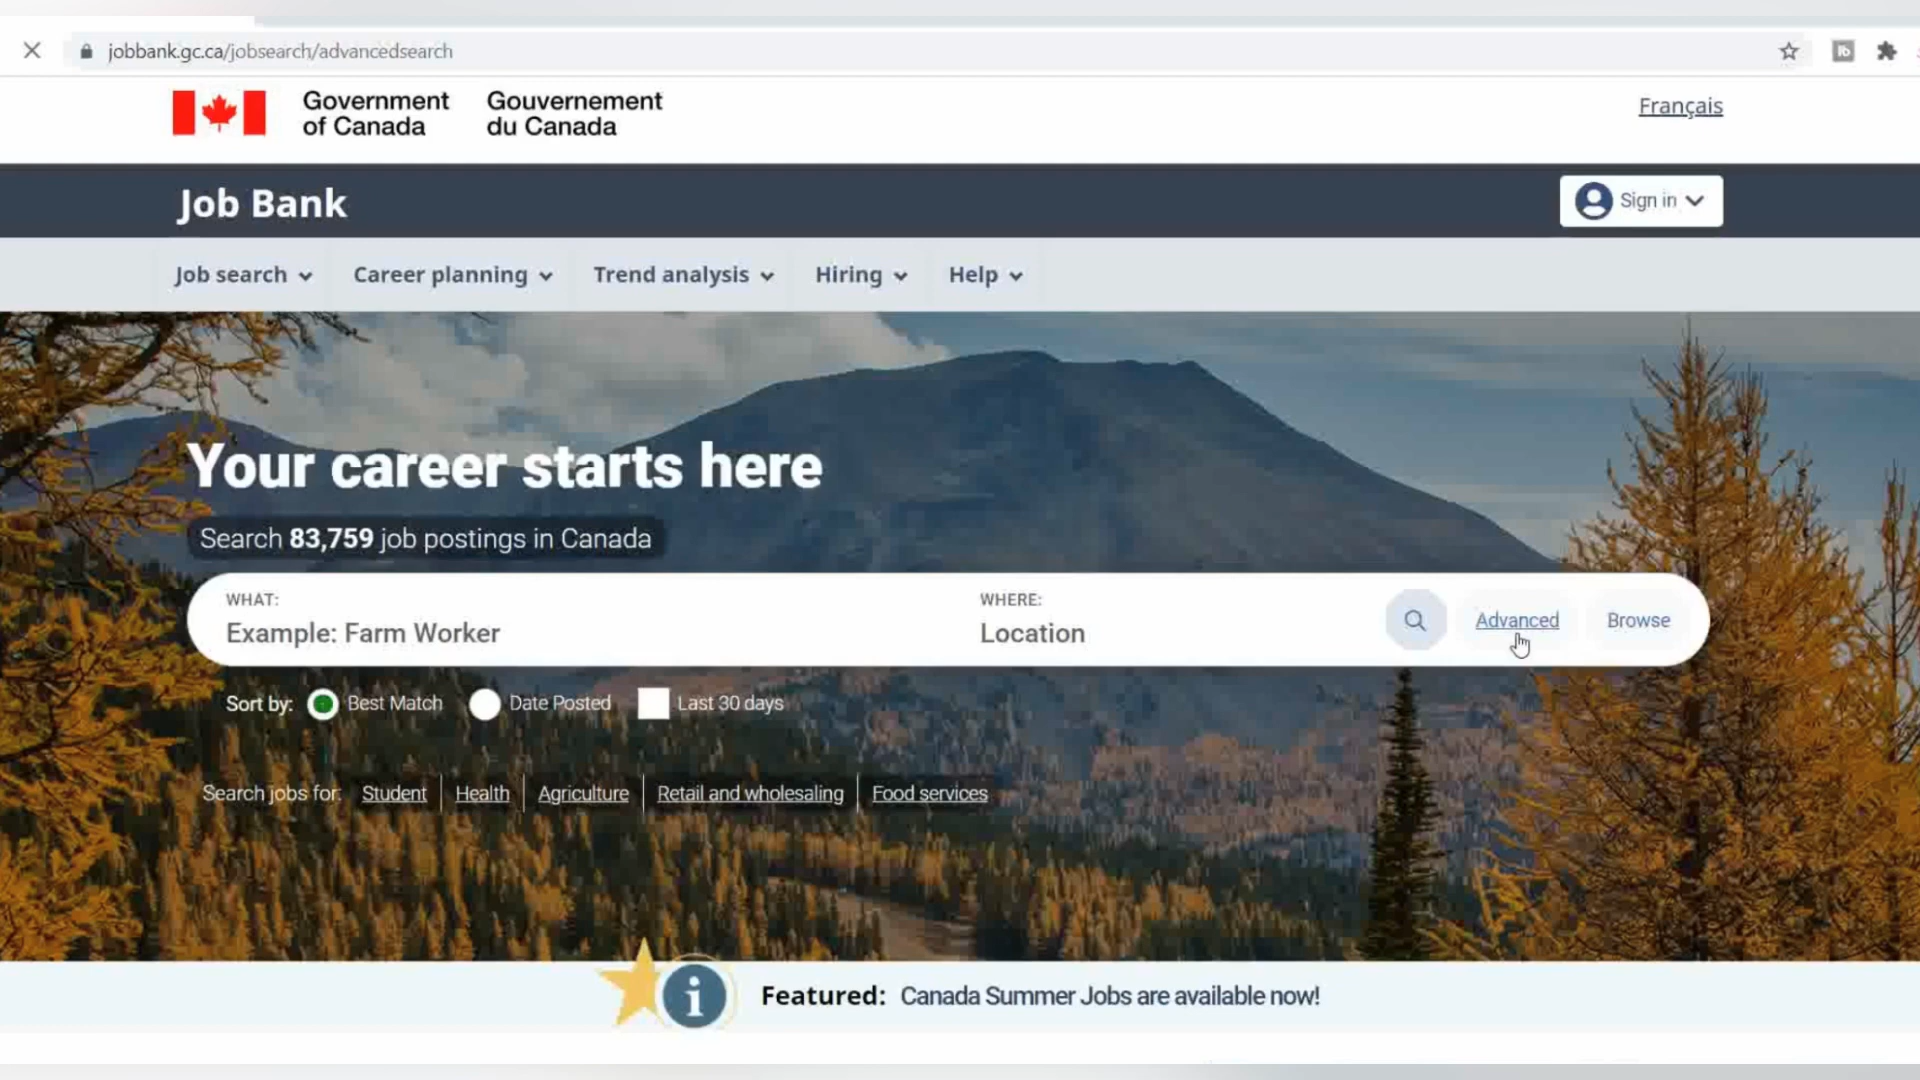 jobbank.gc.ca/jobsearch/advancedsearch
Government of Canada
Gouvernement du Canada
Français
Job Bank
Sign in
Job search
Career planning
Trend analysis
Hiring
Help
Your career starts here
Search 83,759 job postings in Canada
WHAT:
Example: Farm Worker
WHERE:
Location
Advanced
Browse
Sort by:
Best Match
Date Posted
Last 30 days
Search jobs for:
Student
Health
Agriculture
Retail and wholesaling
Food services
Featured: Canada Summer Jobs are available now!